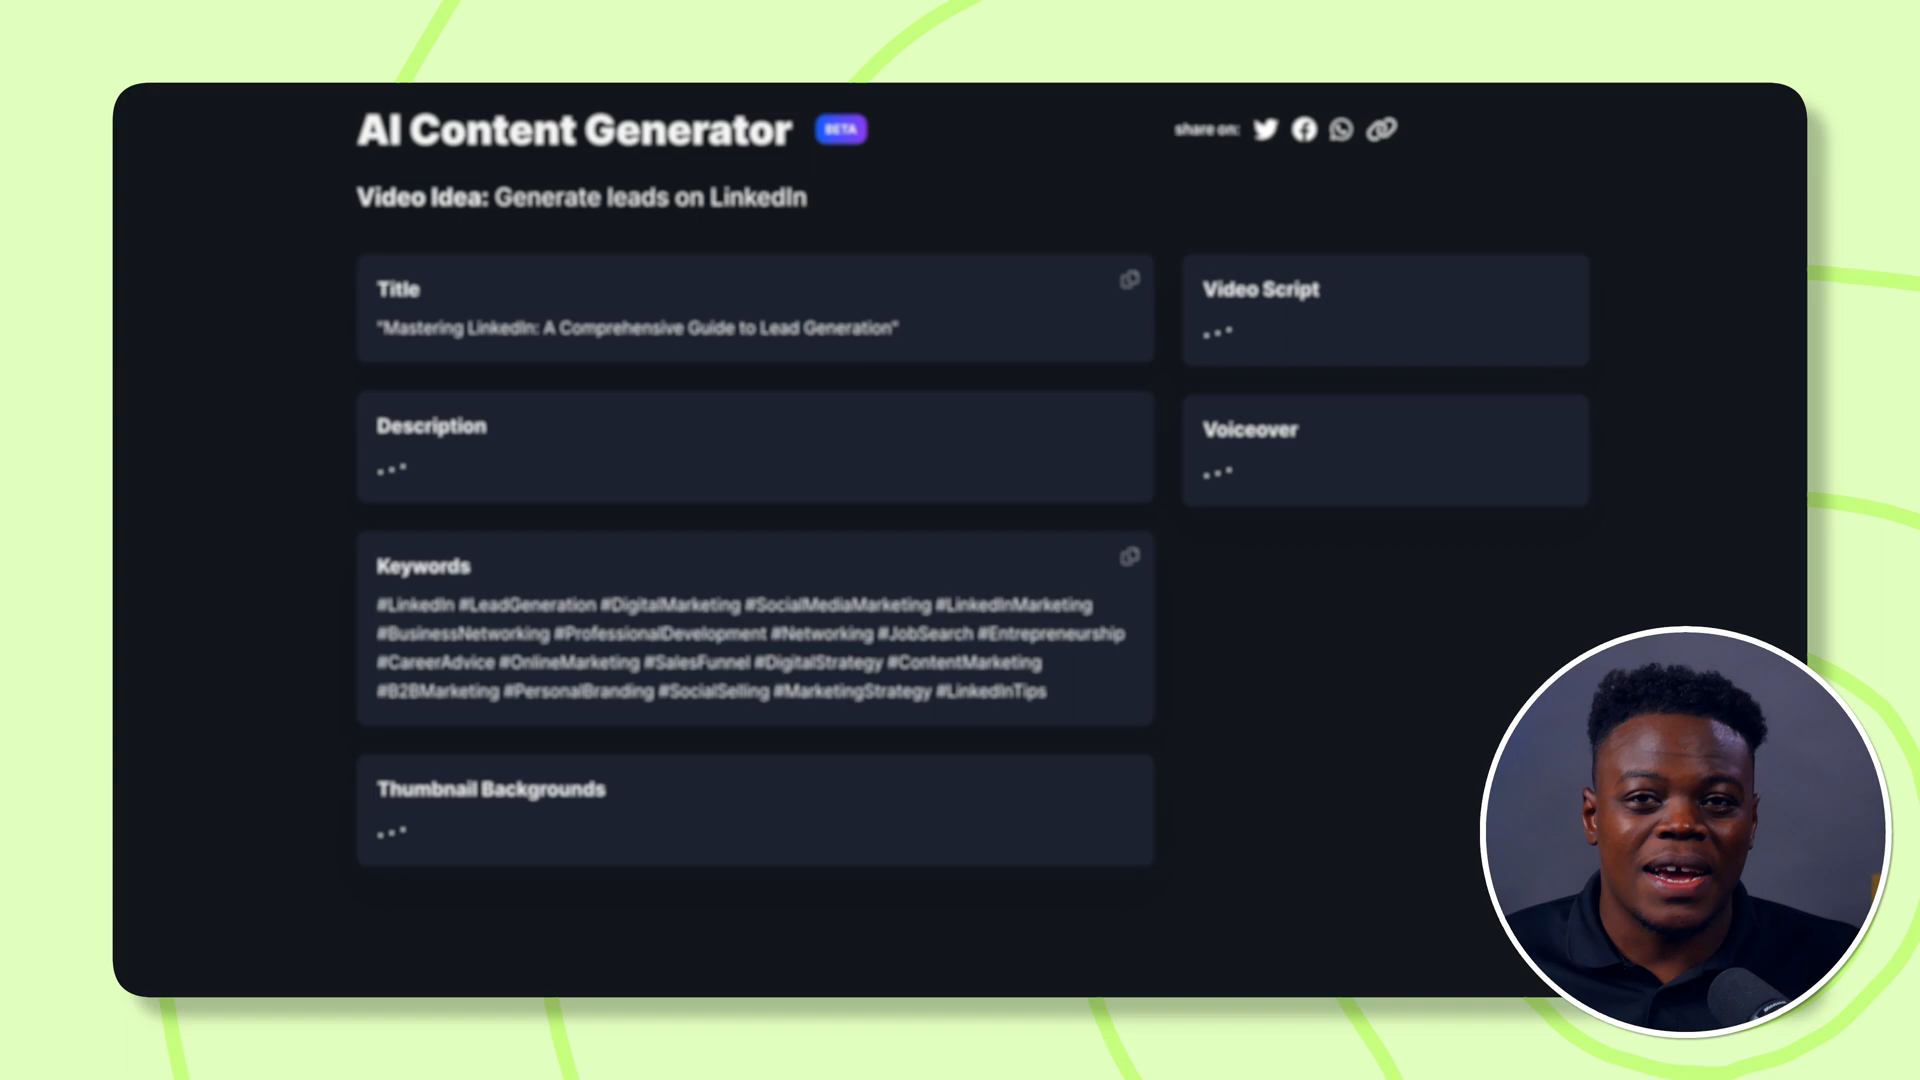 AI Content Generator BETA
share on:
Video Idea: Generate leads on LinkedIn
Title
"Mastering LinkedIn: A Comprehensive Guide to Lead Generation"
Description
Keywords
#LinkedIn #LeadGeneration #DigitalMarketing #SocialMediaMarketing #LinkedInMarketing
#BusinessNetworking #ProfessionalDevelopment #Networking #JobSearch #Entrepreneurship
#CareerAdvice #OnlineMarketing #SalesFunnel #DigitalStrategy #ContentMarketing
#B2BMarketing #PersonalBranding #SocialSelling #MarketingStrategy #LinkedInTips
Thumbnail Backgrounds
Video Script
Voiceover